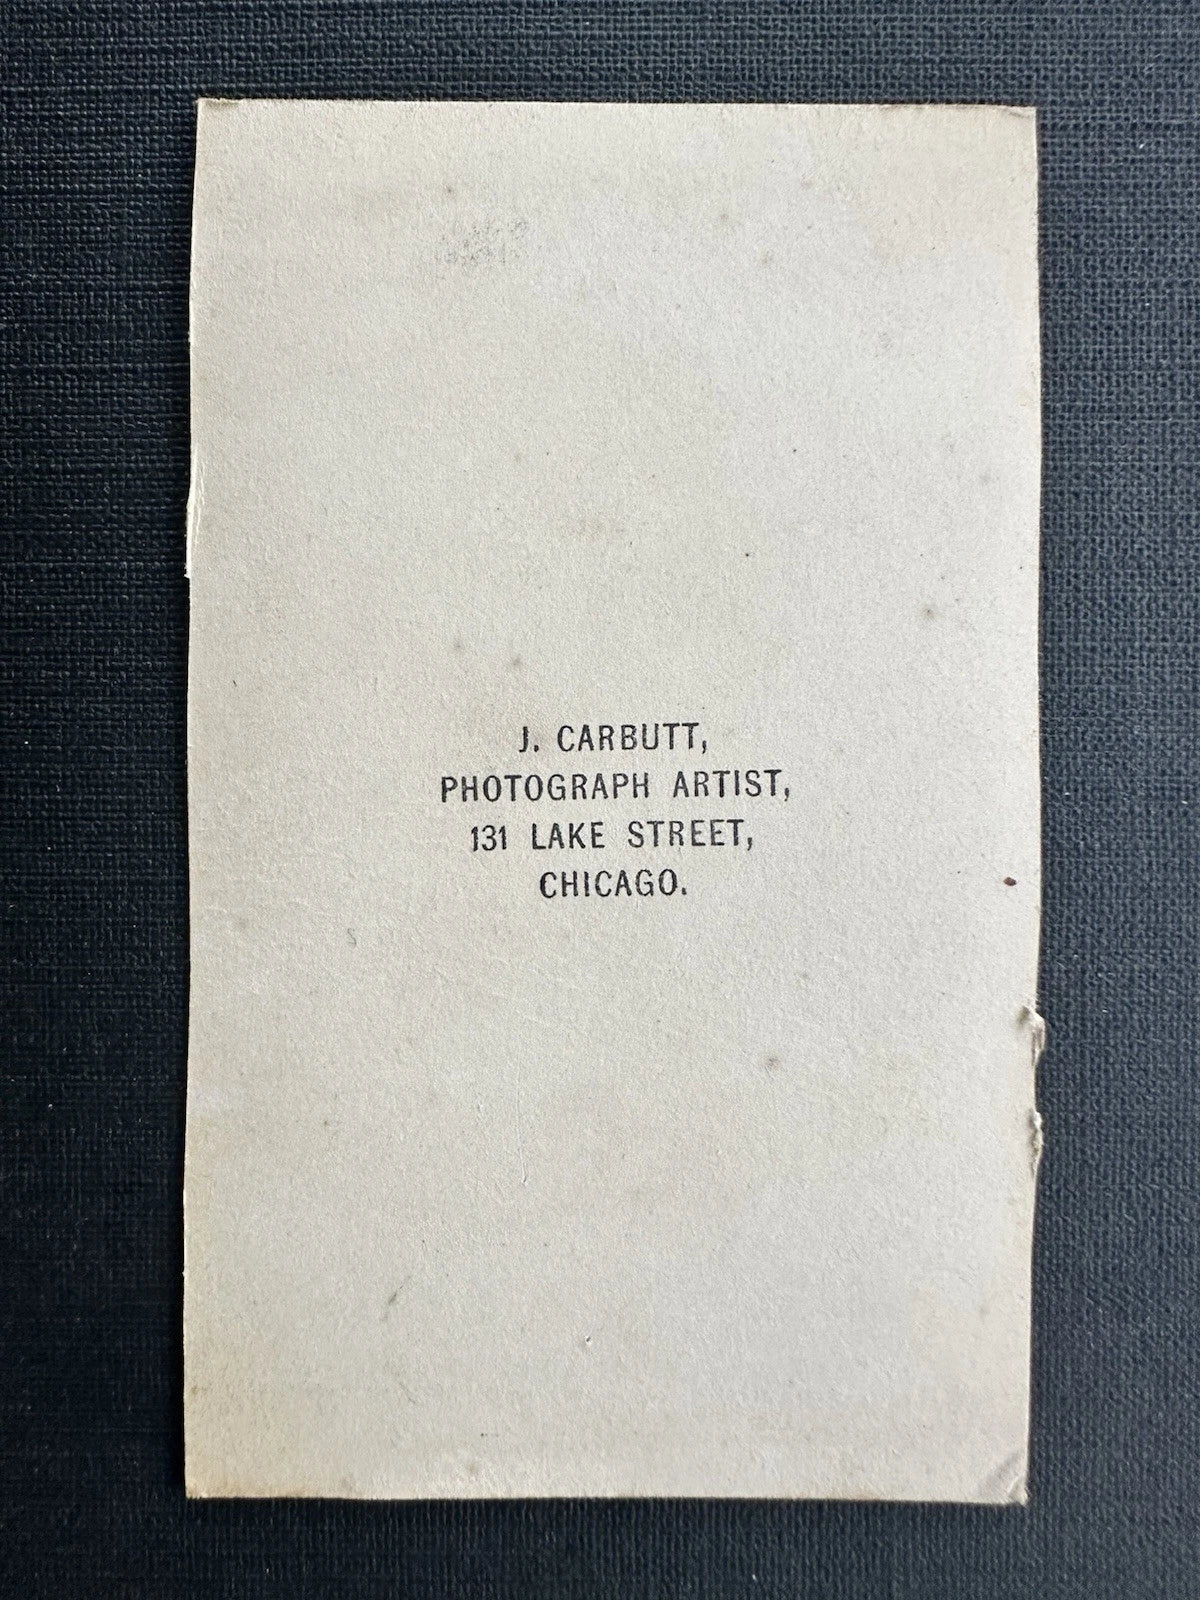 J. CARBUTT,
PHOTOGRAPH ARTIST,
131 LAKE STREET,
CHICAGO.